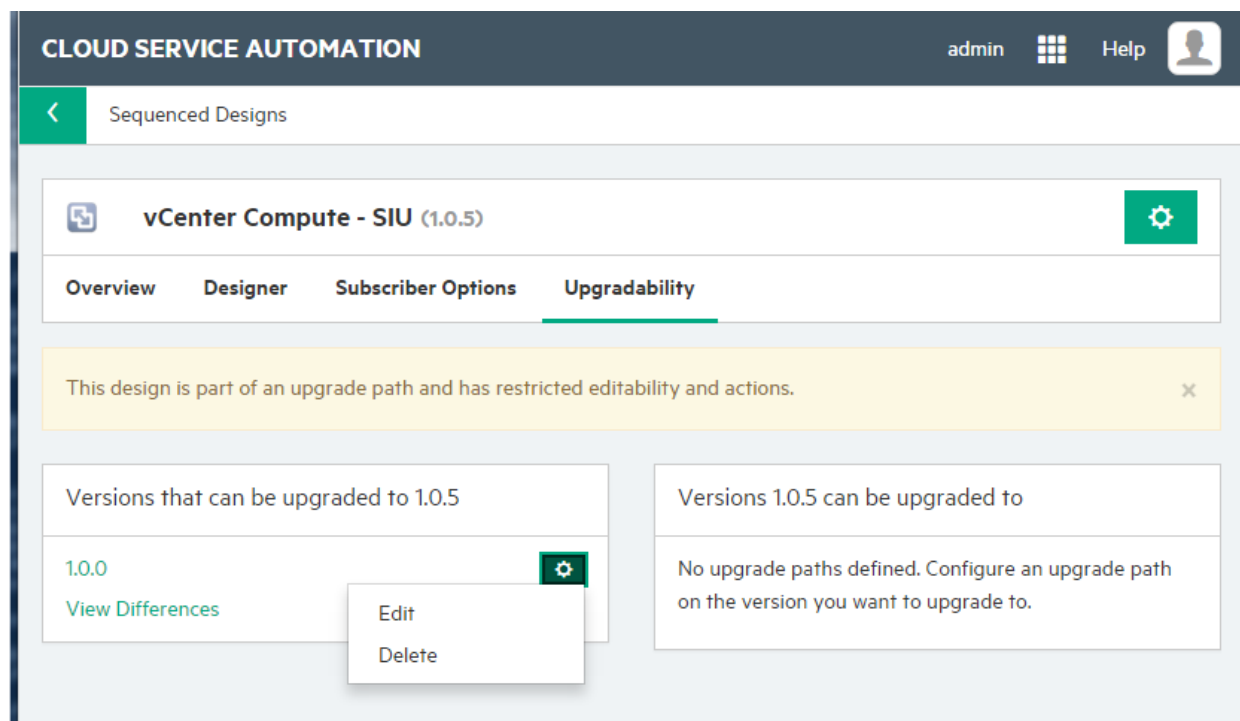 CLOUD SERVICE AUTOMATION
admin
Help
Sequenced Designs
vCenter Compute - SIU (1.0.5)
Overview
Designer
Subscriber Options
Upgradability
This design is part of an upgrade path and has restricted editability and actions.
Versions that can be upgraded to 1.0.5
1.0.0
View Differences
Edit
Delete
Versions 1.0.5 can be upgraded to
No upgrade paths defined. Configure an upgrade path
on the version you want to upgrade to.